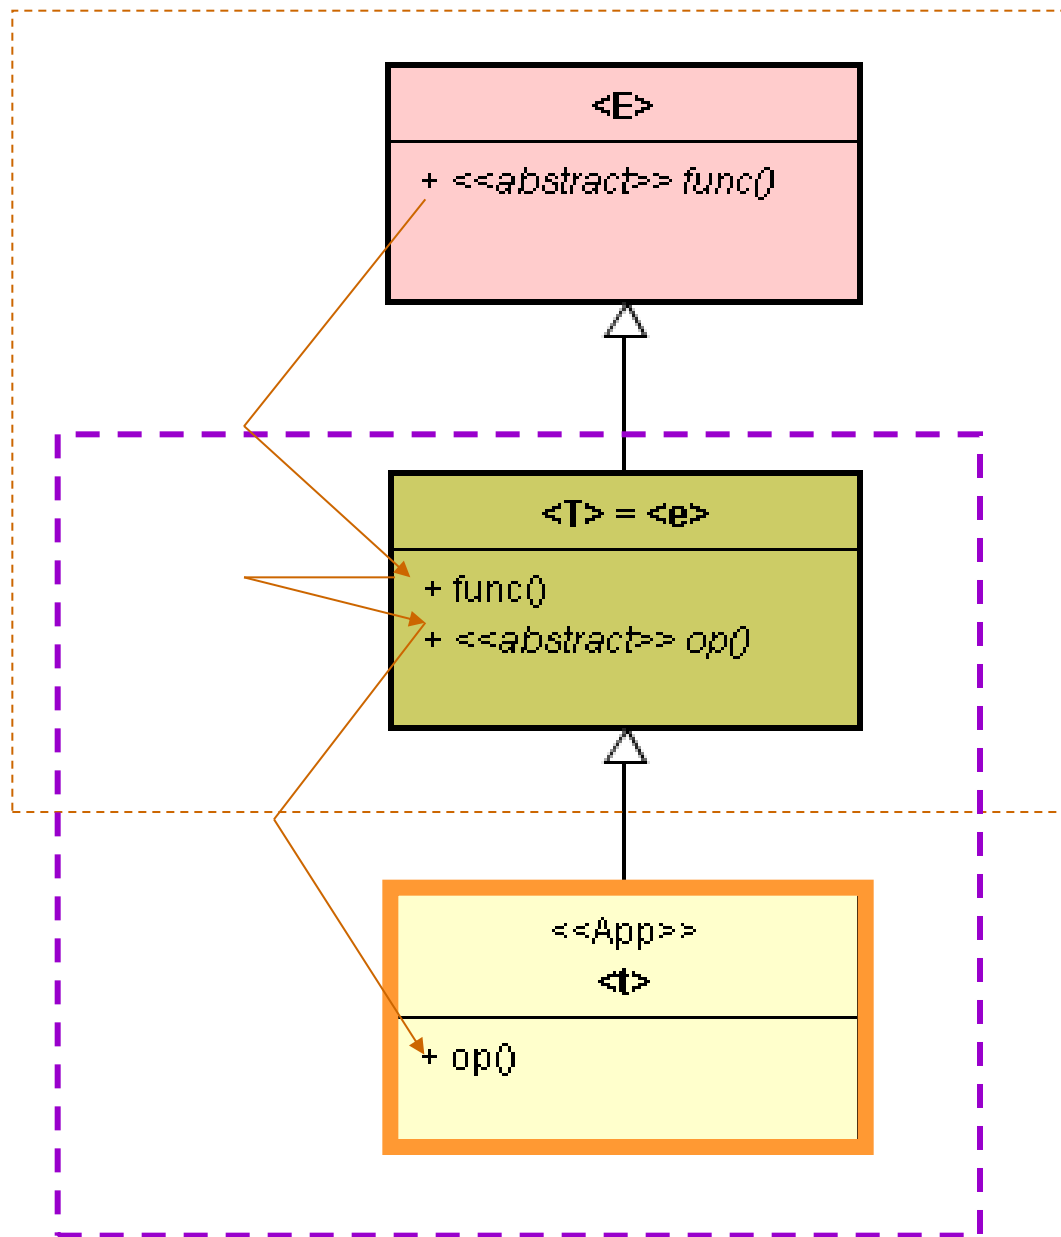 <E>
+ <<abstract>> func()
<T> = <e>
+ func()
+ <<abstract>> op()
<<App>>
<t>
+ op()